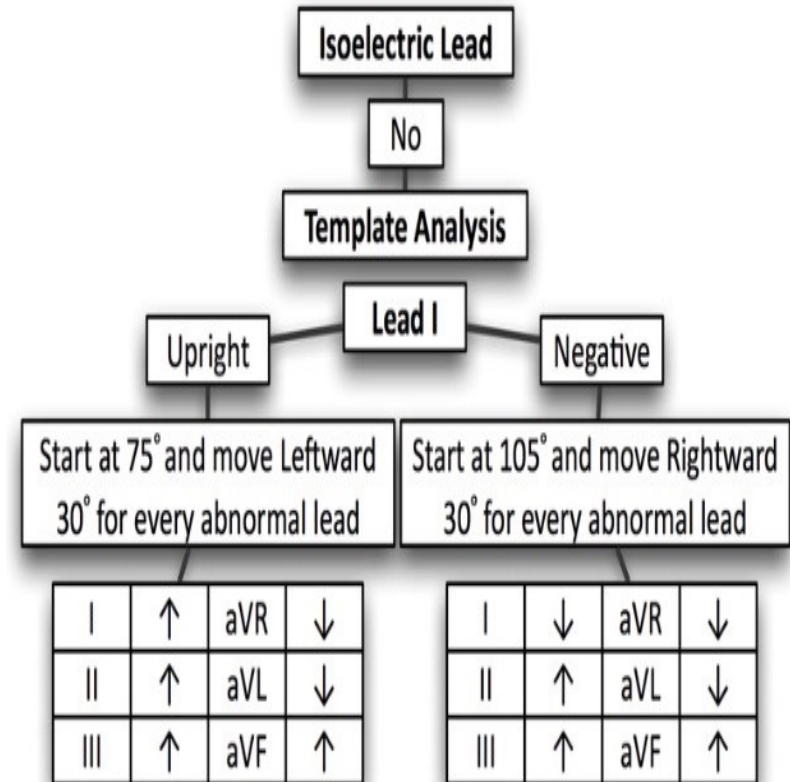 Isoelectric Lead
No
Template Analysis
Lead I
Upright
Negative
Start at 75° and move Leftward
30° for every abnormal lead
Start at 105° and move Rightward
30° for every abnormal lead
I ↑ aVR ↓
II ↑ aVL ↓
III ↑ aVF ↑
I ↓ aVR ↓
II ↑ aVL ↓
III ↑ aVF ↑